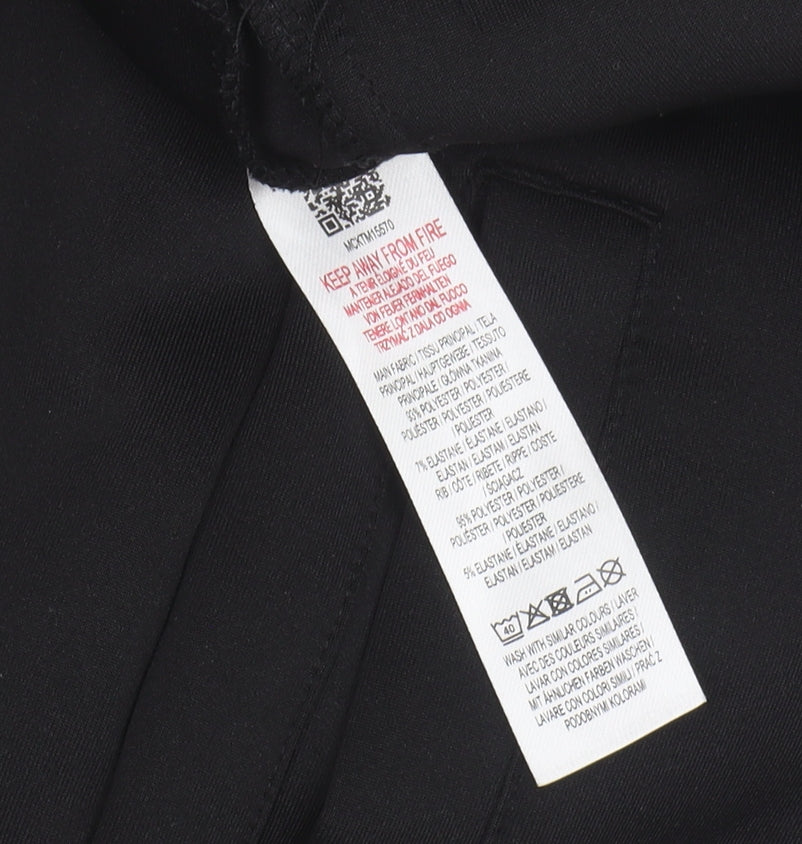 MCKTM15570
KEEP AWAY FROM FIRE
A TENIR ÉLOIGNÉ DU FEU
MANTENER ALEJADO DEL FUEGO
VON FEUER FERNHALTEN
TENERE LONTANO DAL FUOCO
TRZYMAĆ Z DALA OD OGNIA
MAIN FABRIC / TISSU PRINCIPAL / TELA
PRINCIPAL / HAUPTGEWEBE / TESSUTO
PRINCIPALE / GŁÓWNA TKANINA
93% POLYESTER / POLYESTER /
POLIÉSTER / POLYESTER / POLIESTERE
/ POLIESTER
7% ELASTANE / ÉLASTANE / ELASTANO /
ELASTAN / ELASTAM / ELASTAN
RIB / CÔTE / RIBETE / RIPPE / COSTE
/ ŚCIĄGACZ
95% POLYESTER / POLYESTER /
POLIÉSTER / POLYESTER / POLIESTERE
/ POLIESTER
5% ELASTANE / ÉLASTANE / ELASTANO /
ELASTAN / ELASTAM / ELASTAN
40
WASH WITH SIMILAR COLOURS / LAVER
AVEC DES COULEURS SIMILAIRES /
LAVAR CON COLORES SIMILARES /
MIT ÄHNLICHEN FARBEN WASCHEN /
LAVARE CON COLORI SIMILI / PRAĆ Z
PODOBNYMI KOLORAMI